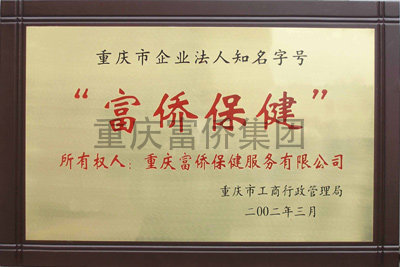 重庆市企业法人知名字号
“富侨保健”
重庆富侨集团
所有权人：重庆富侨保健服务有限公司
重庆市工商行政管理局
二00二年三月